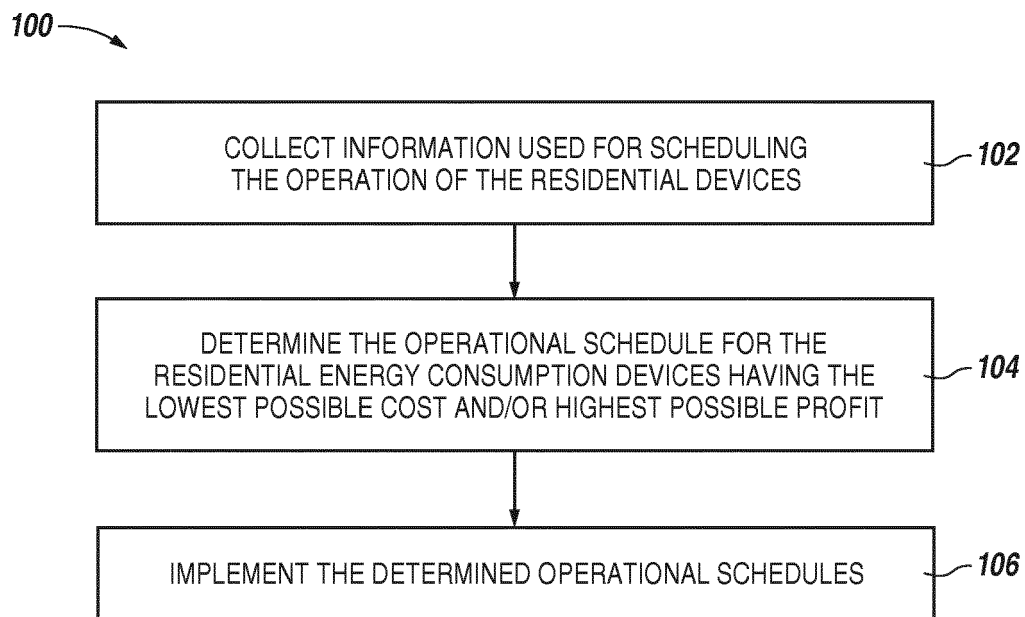 100
COLLECT INFORMATION USED FOR SCHEDULING
THE OPERATION OF THE RESIDENTIAL DEVICES
102
DETERMINE THE OPERATIONAL SCHEDULE FOR THE
RESIDENTIAL ENERGY CONSUMPTION DEVICES HAVING THE
LOWEST POSSIBLE COST AND/OR HIGHEST POSSIBLE PROFIT
104
IMPLEMENT THE DETERMINED OPERATIONAL SCHEDULES
106